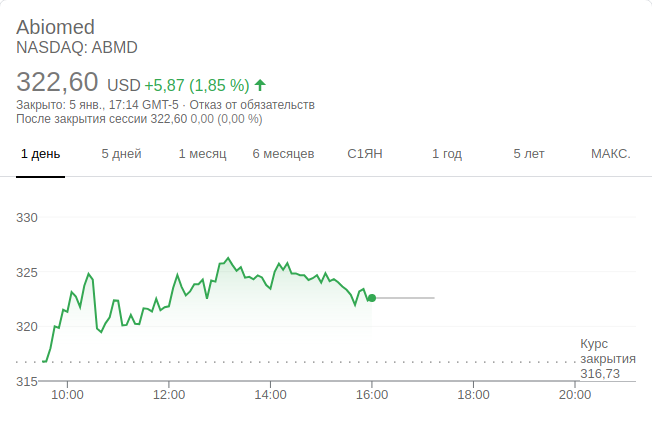 Abiomed
NASDAQ: ABMD
322,60 USD +5,87 (1,85 %)
Закрыто: 5 янв., 17:14 GMT-5 · Отказ от обязательств
После закрытия сессии 322,60 0,00 (0,00 %)
1 день 5 дней 1 месяц 6 месяцев С1ЯН 1 год 5 лет МАКС.
330
325
320
315
Курс
закрытия
316,73
10:00 12:00 14:00 16:00 18:00 20:00